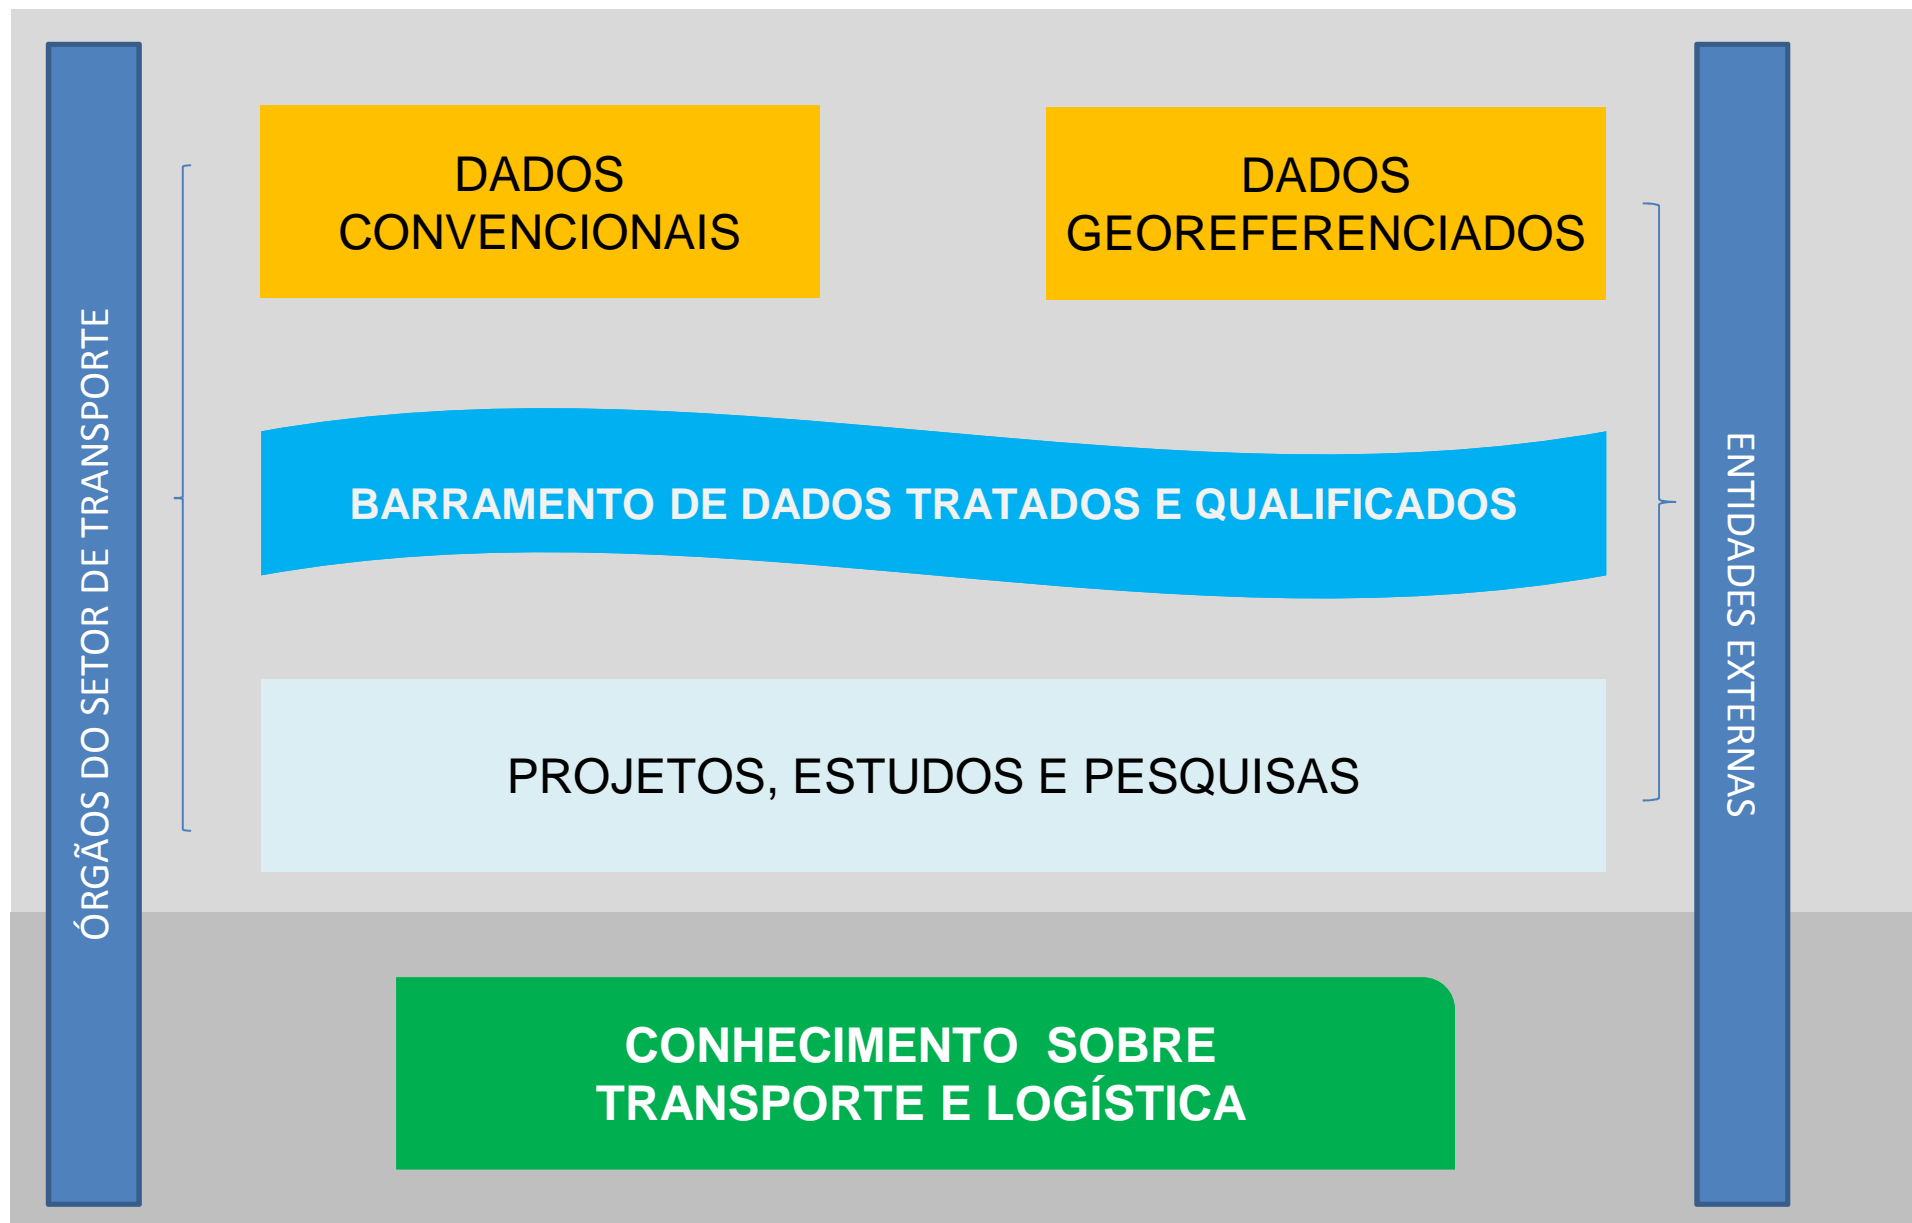 ÓRGÃOS DO SETOR DE TRANSPORTE
DADOS
CONVENCIONAIS
DADOS
GEOREFERENCIADOS
BARRAMENTO DE DADOS TRATADOS E QUALIFICADOS
PROJETOS, ESTUDOS E PESQUISAS
CONHECIMENTO  SOBRE
TRANSPORTE E LOGÍSTICA
ENTIDADES EXTERNAS